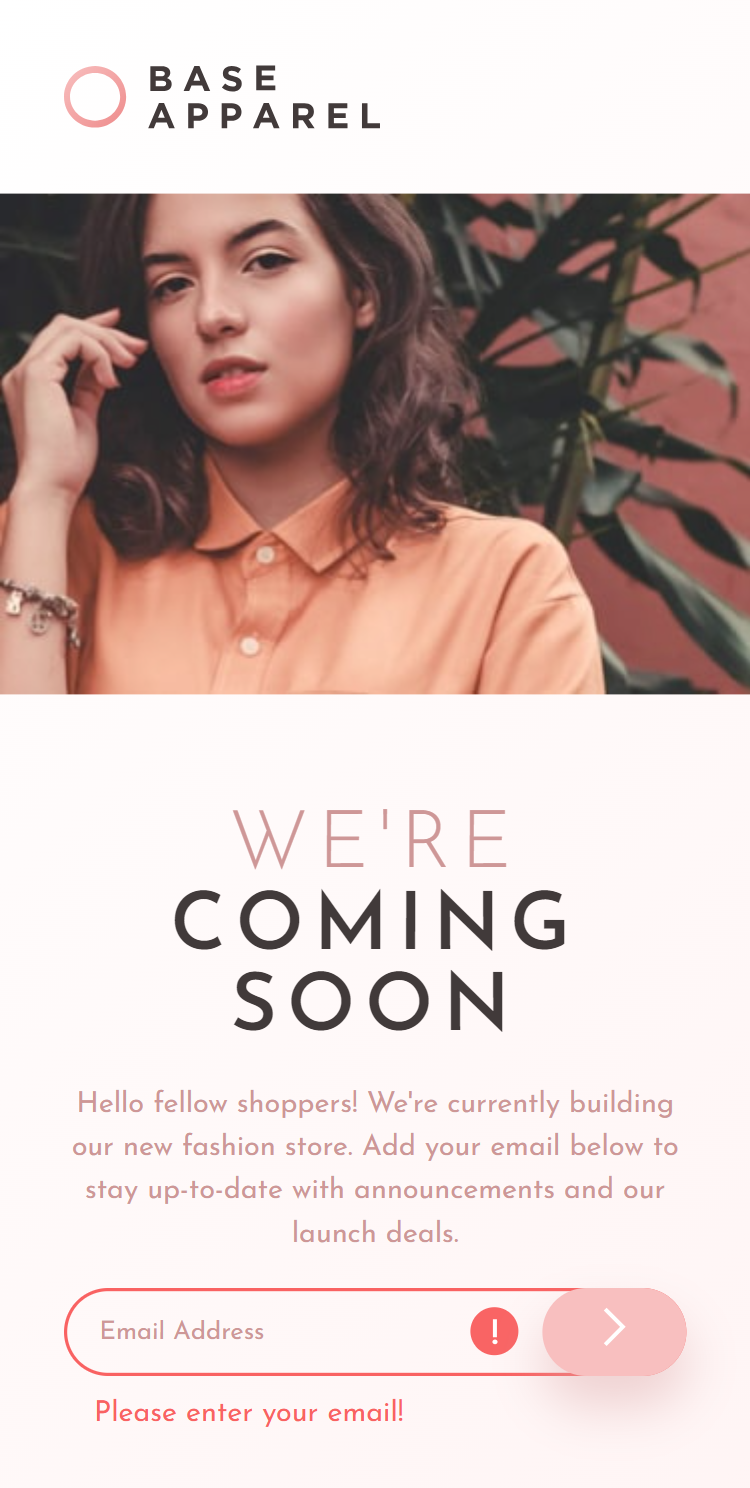 BASE
APPAREL
WE'RE
COMING
SOON
Hello fellow shoppers! We're currently building
our new fashion store. Add your email below to
stay up-to-date with announcements and our
launch deals.
Email Address !
Please enter your email!